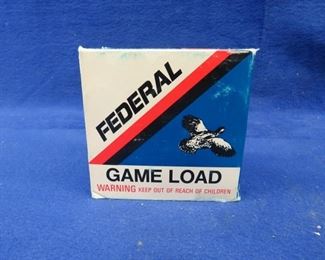 FEDERAL
GAME LOAD
WARNING KEEP OUT OF REACH OF CHILDREN